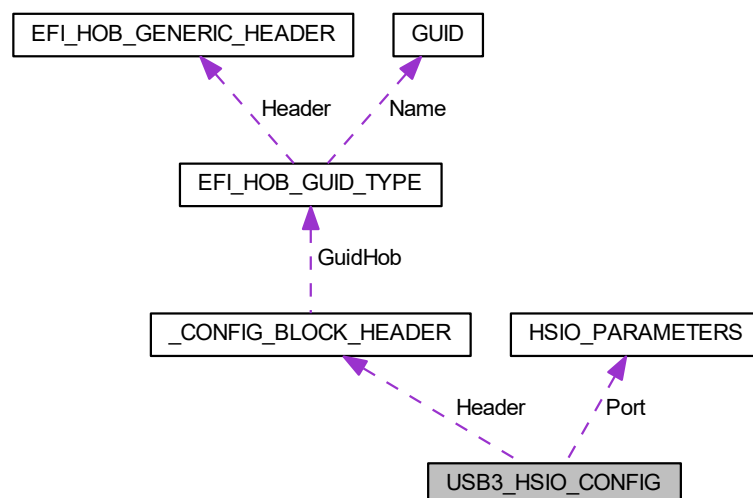 EFI_HOB_GENERIC_HEADER
GUID
Header
Name
EFI_HOB_GUID_TYPE
GuidHob
_CONFIG_BLOCK_HEADER
HSIO_PARAMETERS
Header
Port
USB3_HSIO_CONFIG